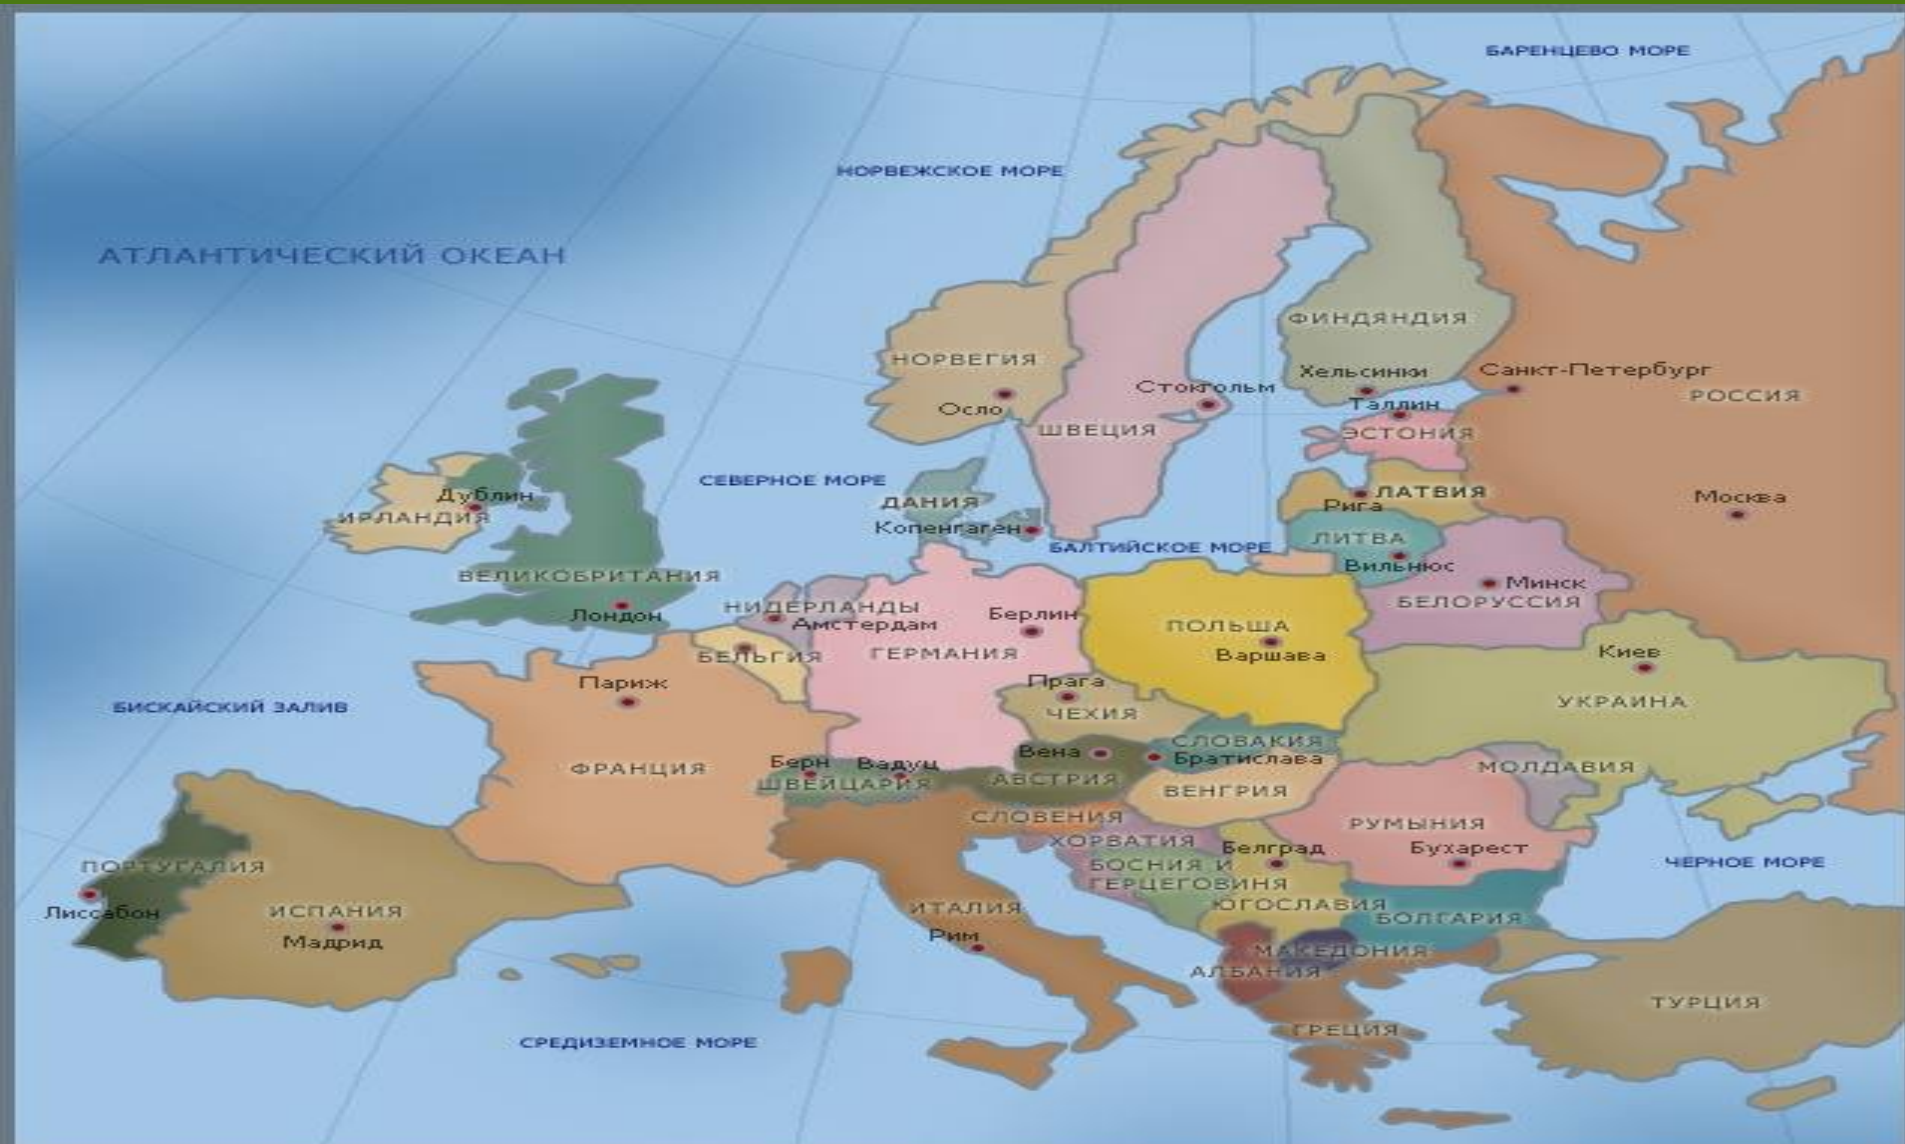 БАРЕНЦЕВО МОРЕ
НОРВЕЖСКОЕ МОРЕ
АТЛАНТИЧЕСКИЙ ОКЕАН
ФИНДЯНДИЯ
НОРВЕГИЯ
Хельсинки
Санкт-Петербург
Стокгольм
РОССИЯ
Осло
Таллин
ШВЕЦИЯ
ЭСТОНИЯ
СЕВЕРНОЕ МОРЕ
ДАНИЯ
ЛАТВИЯ
Дублин
Москва
Рига
ИРЛАНДИЯ
Копенгаген
ЛИТВА
БАЛТИЙСКОЕ МОРЕ
Вильнюс
ВЕЛИКОБРИТАНИЯ
Минск
БЕЛОРУССИЯ
НИДЕРЛАНДЫ
Лондон
Берлин
Амстердам
ПОЛЬША
БЕЛЬГИЯ
ГЕРМАНИЯ
Варшава
Киев
Париж
Прага
УКРАИНА
БИСКАЙСКИЙ ЗАЛИВ
ЧЕХИЯ
СЛОВАКИЯ
Вена
Братислава
ФРАНЦИЯ
Берн
Вадуц
МОЛДАВИЯ
ШВЕЙЦАРИЯ
АВСТРИЯ
ВЕНГРИЯ
СЛОВЕНИЯ
РУМЫНИЯ
ХОРВАТИЯ
Белград
Бухарест
БОСНИЯ И
ГЕРЦЕГОВИНЯ
ЧЕРНОЕ МОРЕ
ПОРТУГАЛИЯ
ЮГОСЛАВИЯ
Лиссабон
ИСПАНИЯ
ИТАЛИЯ
БОЛГАРИЯ
Мадрид
Рим
МАКЕДОНИЯ
АЛБАНИЯ
ТУРЦИЯ
ГРЕЦИЯ
СРЕДИЗЕМНОЕ МОРЕ